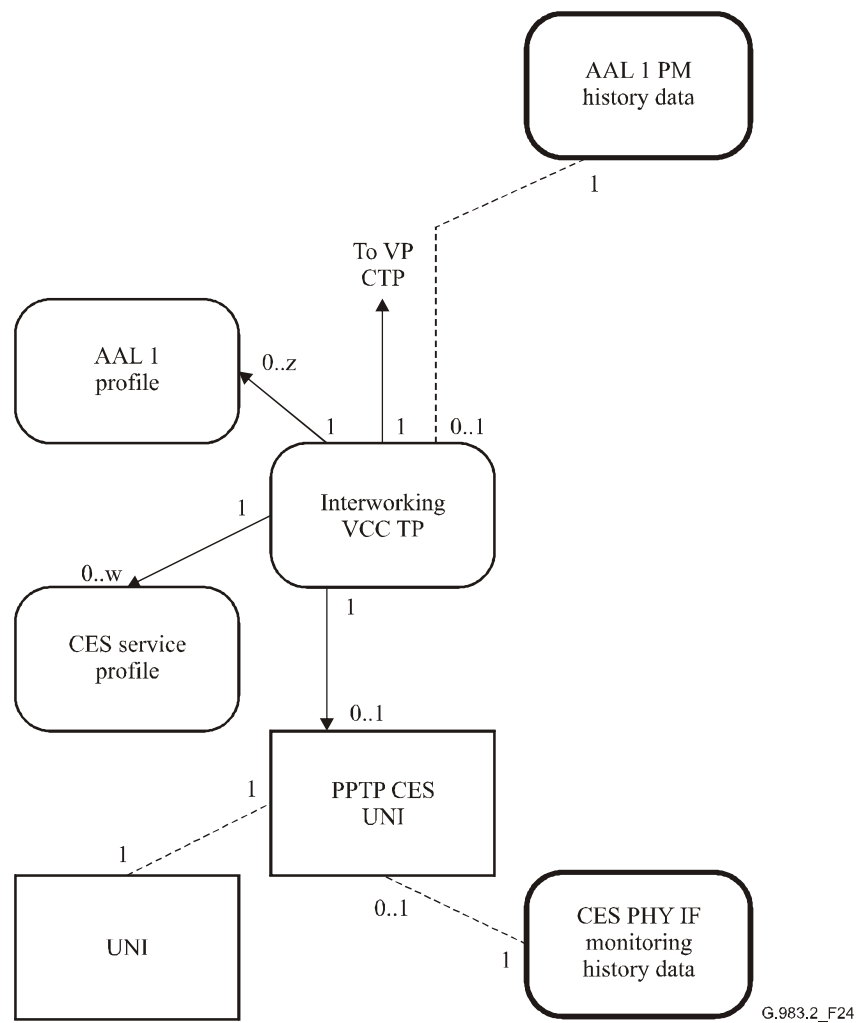 AAL 1 PM
history data
1
To VP
CTP
AAL 1
profile
0..z
1
1
0..1
Interworking
VCC TP
1
0..w
1
CES service
profile
0..1
PPTP CES
UNI
1
1
0..1
UNI
CES PHY IF
monitoring
history data
1
G.983.2_F24